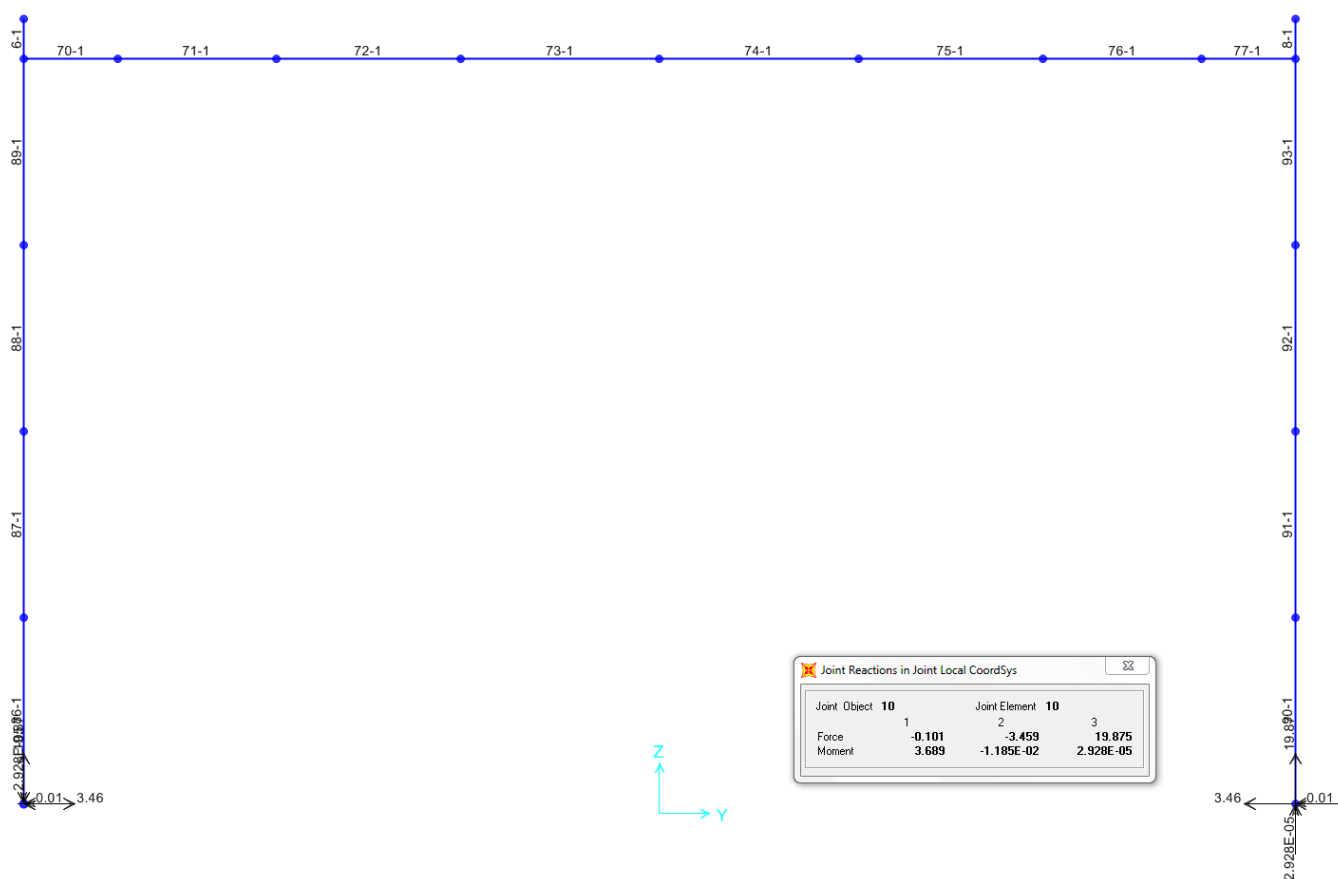 6-1
70-1 71-1 72-1 73-1 74-1 75-1 76-1 77-1
8-1
89-1
93-1
88-1
92-1
87-1
91-1
2.928E-05
0.01 3.46
Z
Y
Joint Reactions in Joint Local CoordSys
Joint Object 10 Joint Element 10
1 2 3
Force -0.101 -3.459 19.875
Moment 3.689 -1.185E-02 2.928E-05
3.46 0.01
2.928E-05